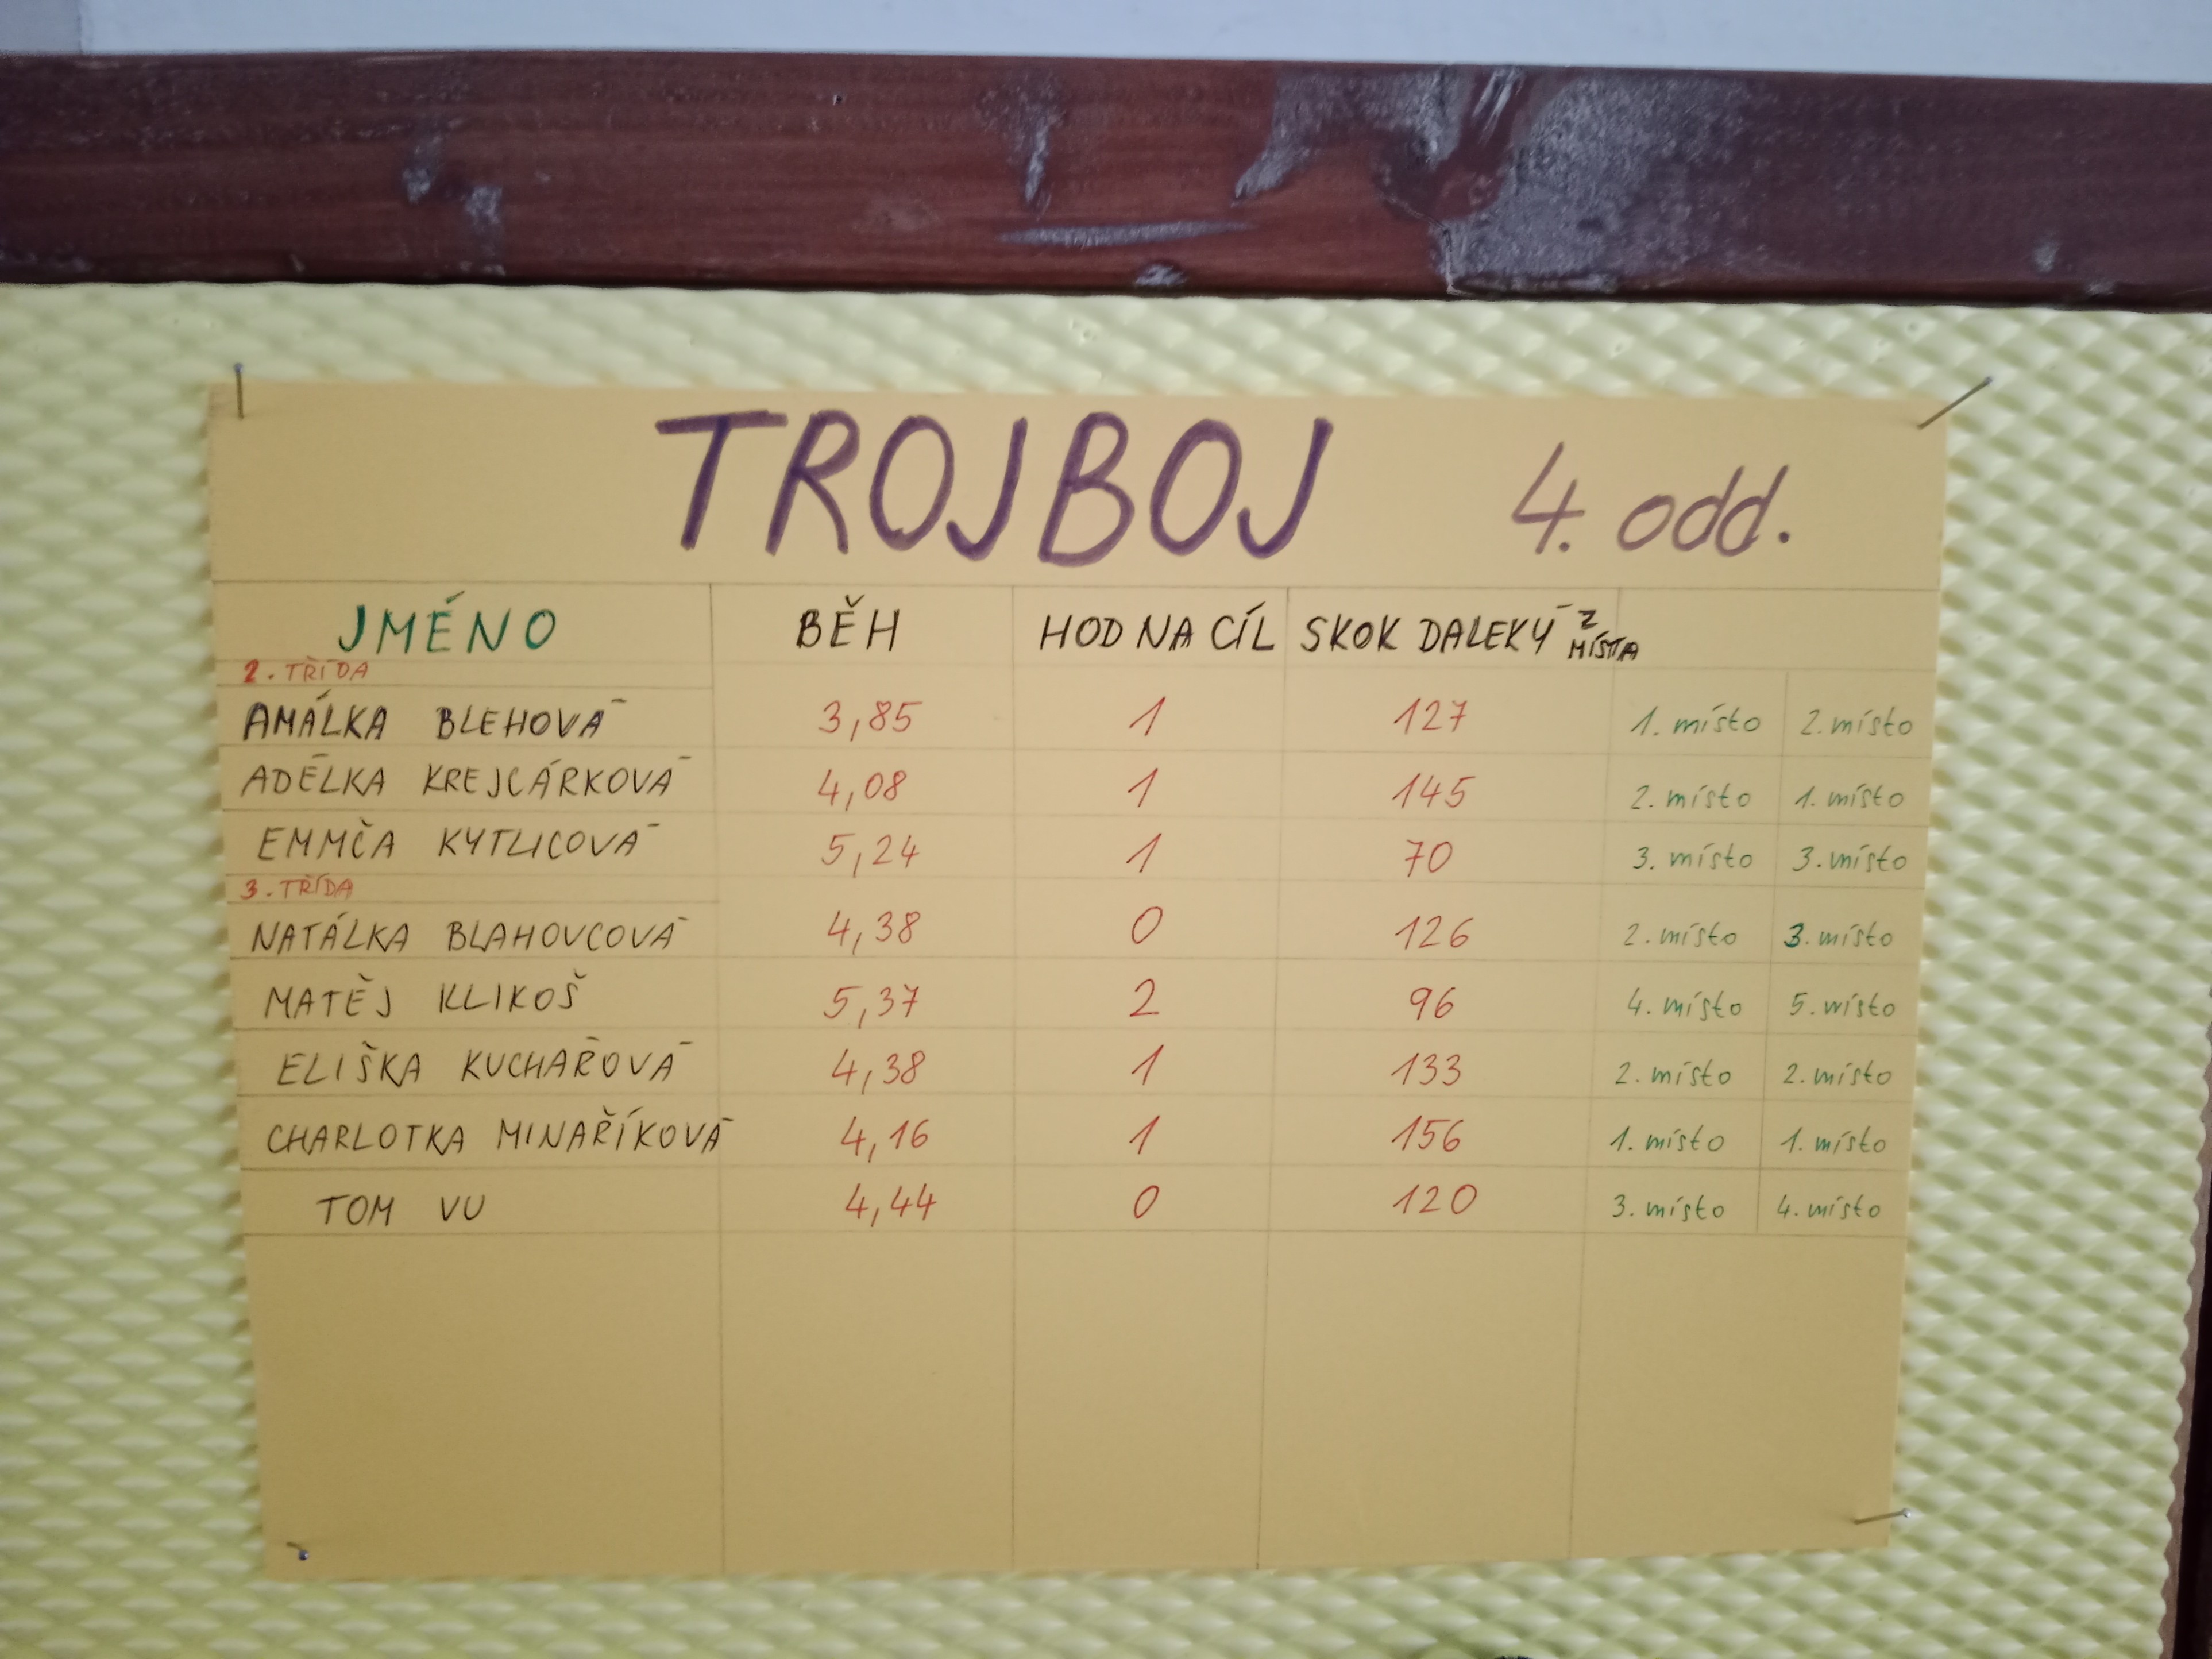 TROJBOJ 4. odd.
JMÉNO BĚH HOD NA CÍL SKOK DALEKÝ Z MÍSTA
2. TŘÍDA
AMÁLKA BLEHOVÁ 3,85 1 127 1. místo 2. místo
ADÉLKA KREJCÁRKOVÁ 4,08 1 145 2. místo 1. místo
EMMČA KYTLICOVÁ 5,24 1 70 3. místo 3. místo
3. TŘÍDA
NATÁLKA BLAHOVCOVÁ 4,38 0 126 2. místo 3. místo
MATĚJ KLIKOŠ 5,37 2 96 4. místo 5. místo
ELIŠKA KUCHAŘOVÁ 4,38 1 133 2. místo 2. místo
CHARLOTKA MINAŘÍKOVÁ 4,16 1 156 1. místo 1. místo
TOM VU 4,44 0 120 3. místo 4. místo